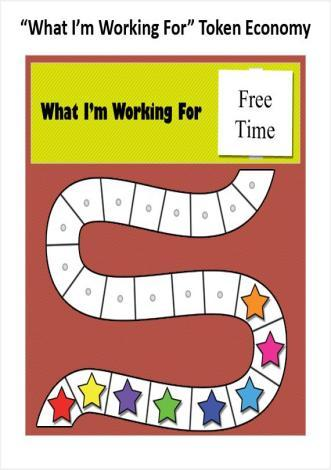 “What I’m Working For” Token Economy
What I’m Working For
Free
Time